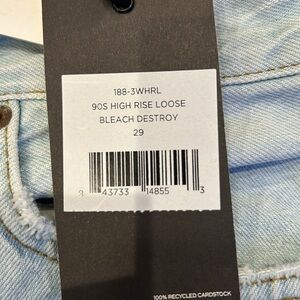 188-3WHRL
90S HIGH RISE LOOSE
BLEACH DESTROY
29
3 43733 14855 3
100% RECYCLED CARDSTOCK